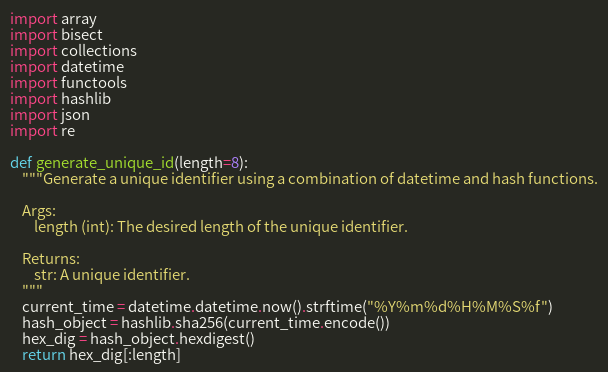 import array
import bisect
import collections
import datetime
import functools
import hashlib
import json
import re

def generate_unique_id(length=8):
    """Generate a unique identifier using a combination of datetime and hash functions.

    Args:
        length (int): The desired length of the unique identifier.

    Returns:
        str: A unique identifier.
    """
    current_time = datetime.datetime.now().strftime("%Y%m%d%H%M%S%f")
    hash_object = hashlib.sha256(current_time.encode())
    hex_dig = hash_object.hexdigest()
    return hex_dig[:length]